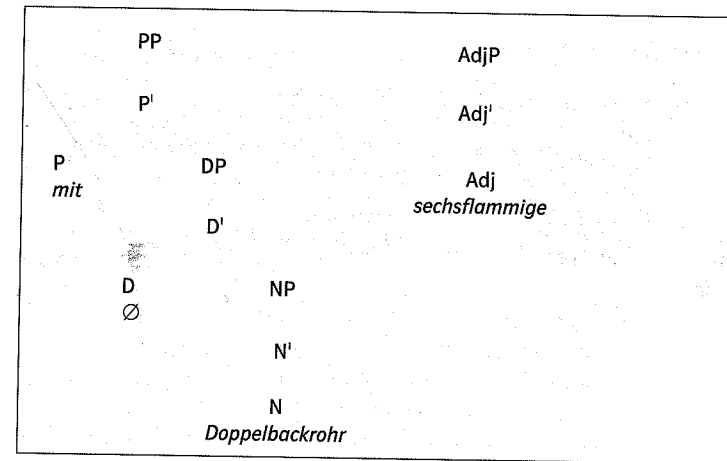 PP
AdjP
P'
Adj'
P
DP
Adj
mit
sechsflammige
D'
D
NP
∅
N'
N
Doppelbackrohr